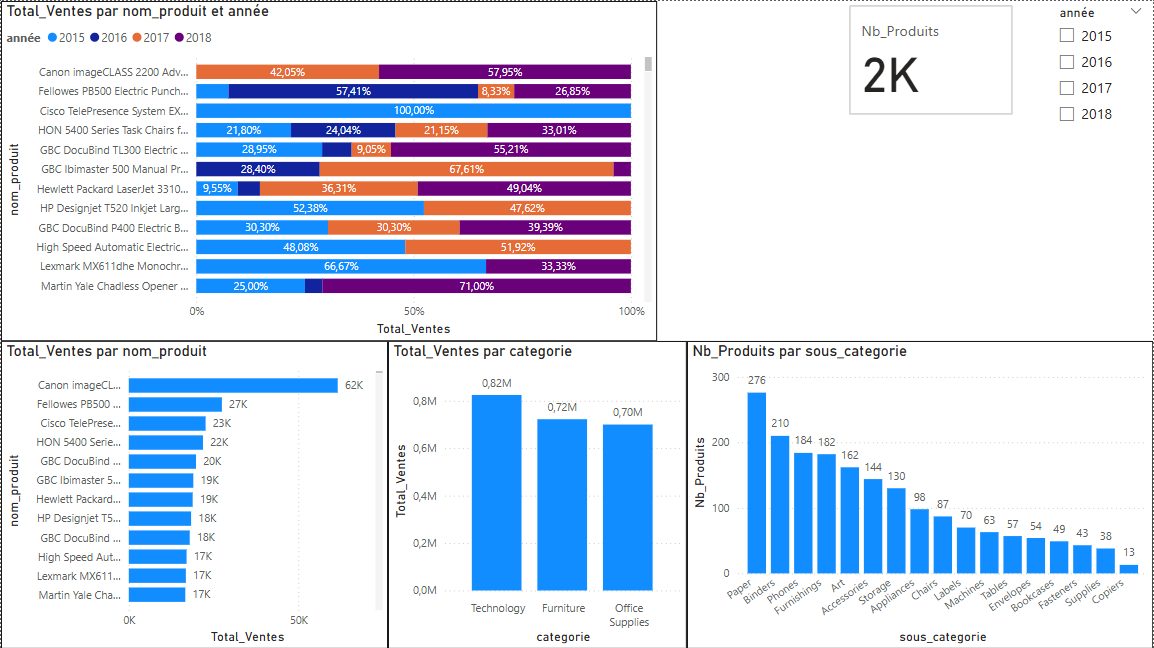 Total_Ventes par nom_produit et année
année 2015 2016 2017 2018
nom_produit
Canon imageCLASS 2200 Adv... 42,05% 57,95%
Fellowes PB500 Electric Punch... 57,41% 8,33% 26,85%
Cisco TelePresence System EX... 100,00%
HON 5400 Series Task Chairs f... 21,80% 24,04% 21,15% 33,01%
GBC DocuBind TL300 Electric ... 28,95% 9,05% 55,21%
GBC Ibimaster 500 Manual Pr... 28,40% 67,61%
Hewlett Packard LaserJet 3310... 9,55% 36,31% 49,04%
HP Designjet T520 Inkjet Larg... 52,38% 47,62%
GBC DocuBind P400 Electric B... 30,30% 30,30% 39,39%
High Speed Automatic Electric... 48,08% 51,92%
Lexmark MX611dhe Monochr... 66,67% 33,33%
Martin Yale Chadless Opener ... 25,00% 71,00%
0% 50% 100%
Total_Ventes
Nb_Produits
2K
année
2015
2016
2017
2018
Total_Ventes par nom_produit
nom_produit
Canon imageCL... 62K
Fellowes PB500 ... 27K
Cisco TelePrese... 23K
HON 5400 Serie... 22K
GBC DocuBind ... 20K
GBC Ibimaster 5... 19K
Hewlett Packard... 19K
HP Designjet T5... 18K
GBC DocuBind ... 18K
High Speed Aut... 17K
Lexmark MX611... 17K
Martin Yale Cha... 17K
0K 50K
Total_Ventes
Total_Ventes par categorie
Total_Ventes
0,8M
0,6M
0,4M
0,2M
0,0M
0,82M 0,72M 0,70M
Technology Furniture Office Supplies
categorie
Nb_Produits par sous_categorie
Nb_Produits
300
200
100
0
276 210 184 182 162 144 130 98 87 70 63 57 54 49 43 38 13
Paper Binders Phones Furnishings Art Accessories Storage Appliances Chairs Labels Machines Tables Envelopes Bookcases Fasteners Supplies Copiers
sous_categorie